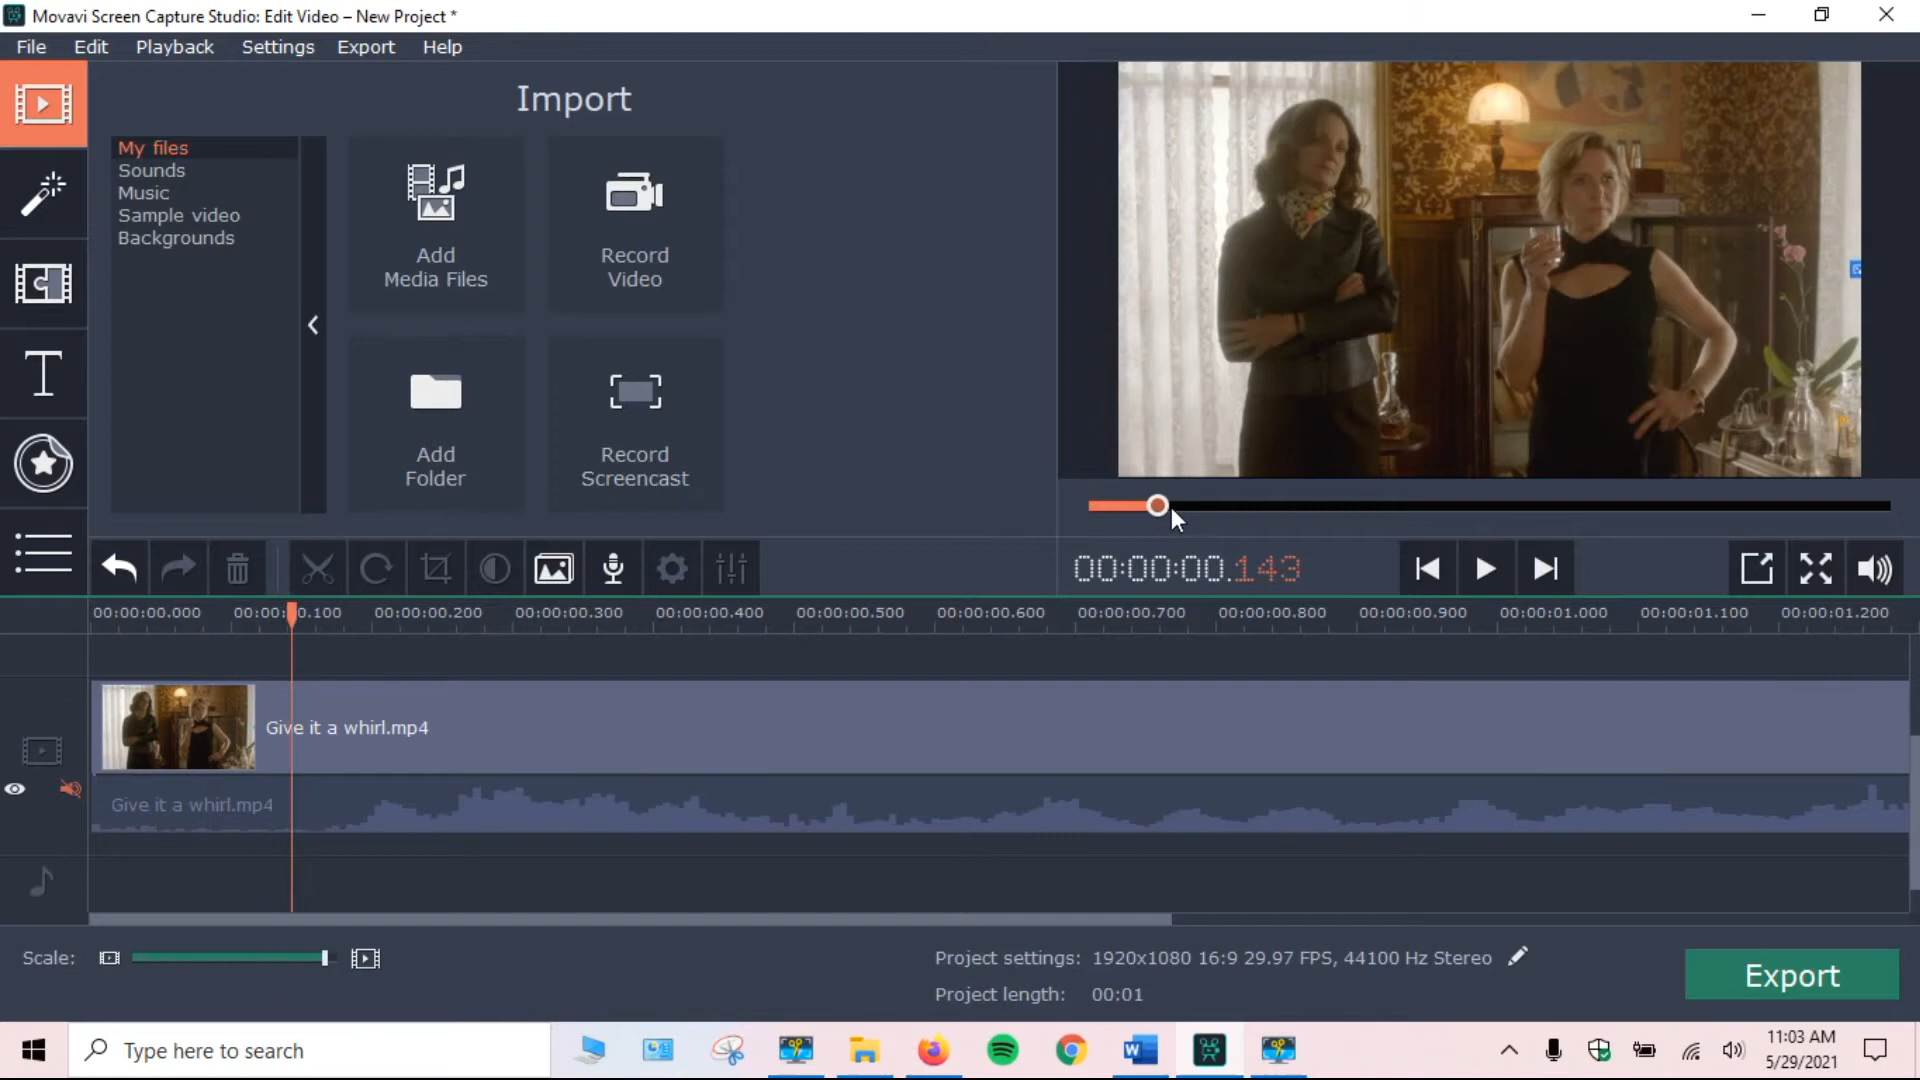 Movavi Screen Capture Studio: Edit Video – New Project *
File Edit Playback Settings Export Help
Import
My files
Sounds
Music
Sample video
Backgrounds
Add
Media Files
Record
Video
Add
Folder
Record
Screencast
00:00:00.143
00:00:00.000 00:00:00.100 00:00:00.200 00:00:00.300 00:00:00.400 00:00:00.500 00:00:00.600 00:00:00.700 00:00:00.800 00:00:00.900 00:00:01.000 00:00:01.100 00:00:01.200
Give it a whirl.mp4
Give it a whirl.mp4
Scale:
Project settings: 1920x1080 16:9 29.97 FPS, 44100 Hz Stereo
Project length: 00:01
Export
Type here to search
11:03 AM
5/29/2021